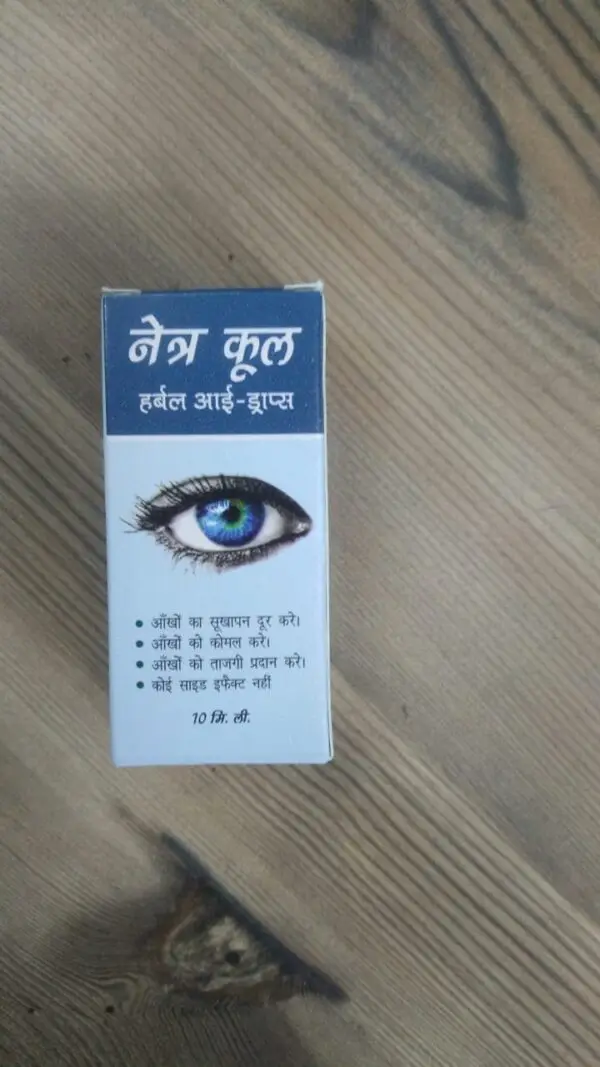 नेत्र कूल
हर्बल आई-ड्राप्स
• आँखों का सूखापन दूर करे।
• आँखों को कोमल करे।
• आँखों को ताजगी प्रदान करे।
• कोई साइड इफैक्ट नहीं
10 मि. ली.